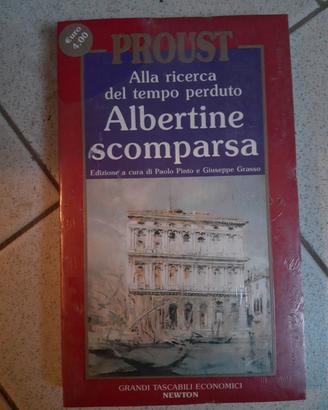 Euro
4,00
PROUST
Alla ricerca
del tempo perduto
Albertine
scomparsa
Edizione a cura di Paolo Pinto e Giuseppe Grasso
GRANDI TASCABILI ECONOMICI
NEWTON